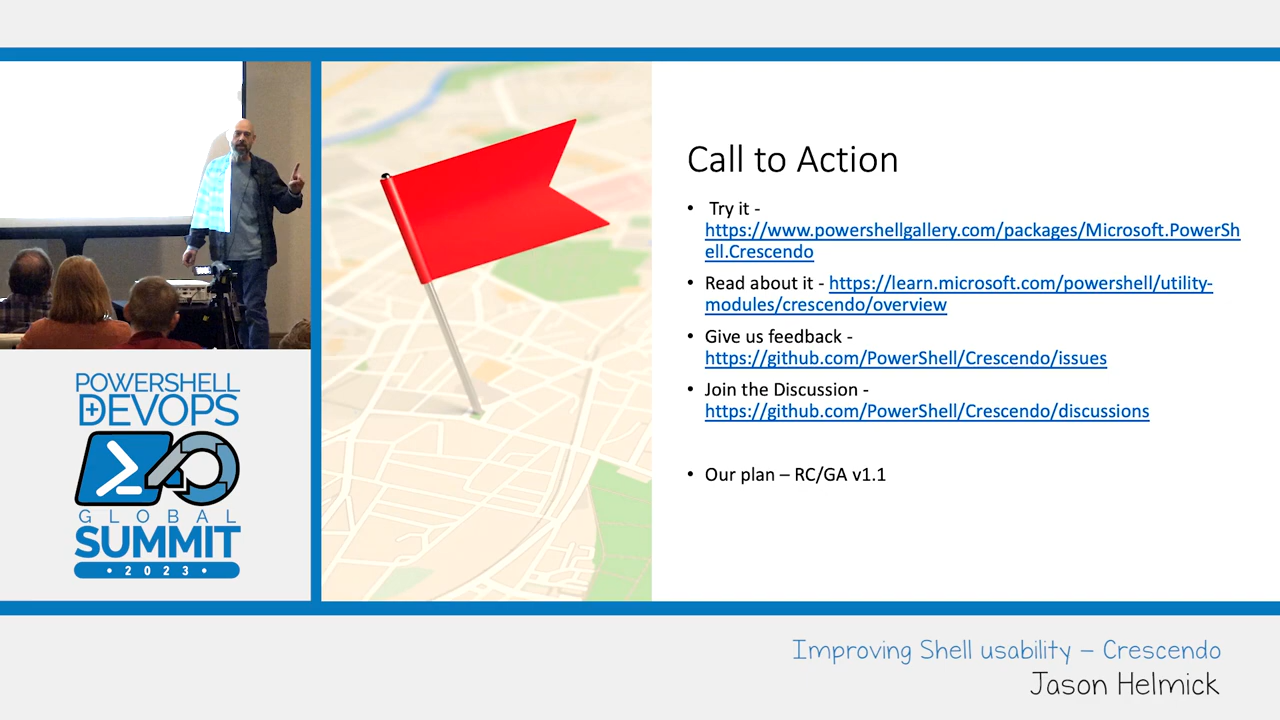 POWERSHELL
+DEVOPS
GLOBAL
SUMMIT
• 2023 •
Call to Action
• Try it -
https://www.powershellgallery.com/packages/Microsoft.PowerSh
ell.Crescendo
• Read about it - https://learn.microsoft.com/powershell/utility-
modules/crescendo/overview
• Give us feedback -
https://github.com/PowerShell/Crescendo/issues
• Join the Discussion -
https://github.com/PowerShell/Crescendo/discussions
• Our plan – RC/GA v1.1
Improving Shell usability – Crescendo
Jason Helmick